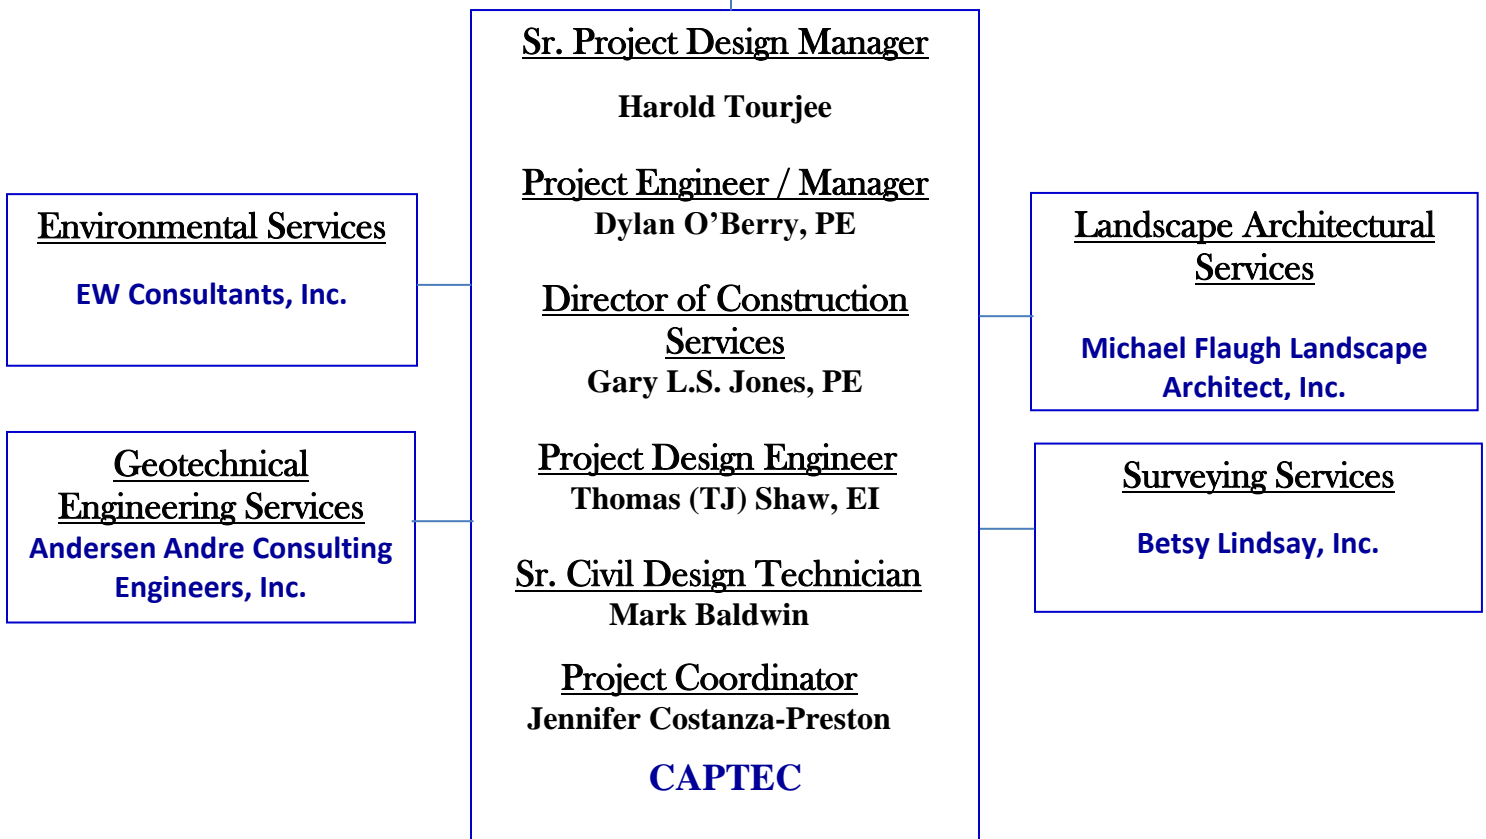 Sr. Project Design Manager
Harold Tourjee
Project Engineer / Manager
Dylan O’Berry, PE
Director of Construction
Services
Gary L.S. Jones, PE
Project Design Engineer
Thomas (TJ) Shaw, EI
Sr. Civil Design Technician
Mark Baldwin
Project Coordinator
Jennifer Costanza-Preston
CAPTEC
Environmental Services
EW Consultants, Inc.
Geotechnical
Engineering Services
Andersen Andre Consulting
Engineers, Inc.
Landscape Architectural
Services
Michael Flaugh Landscape
Architect, Inc.
Surveying Services
Betsy Lindsay, Inc.